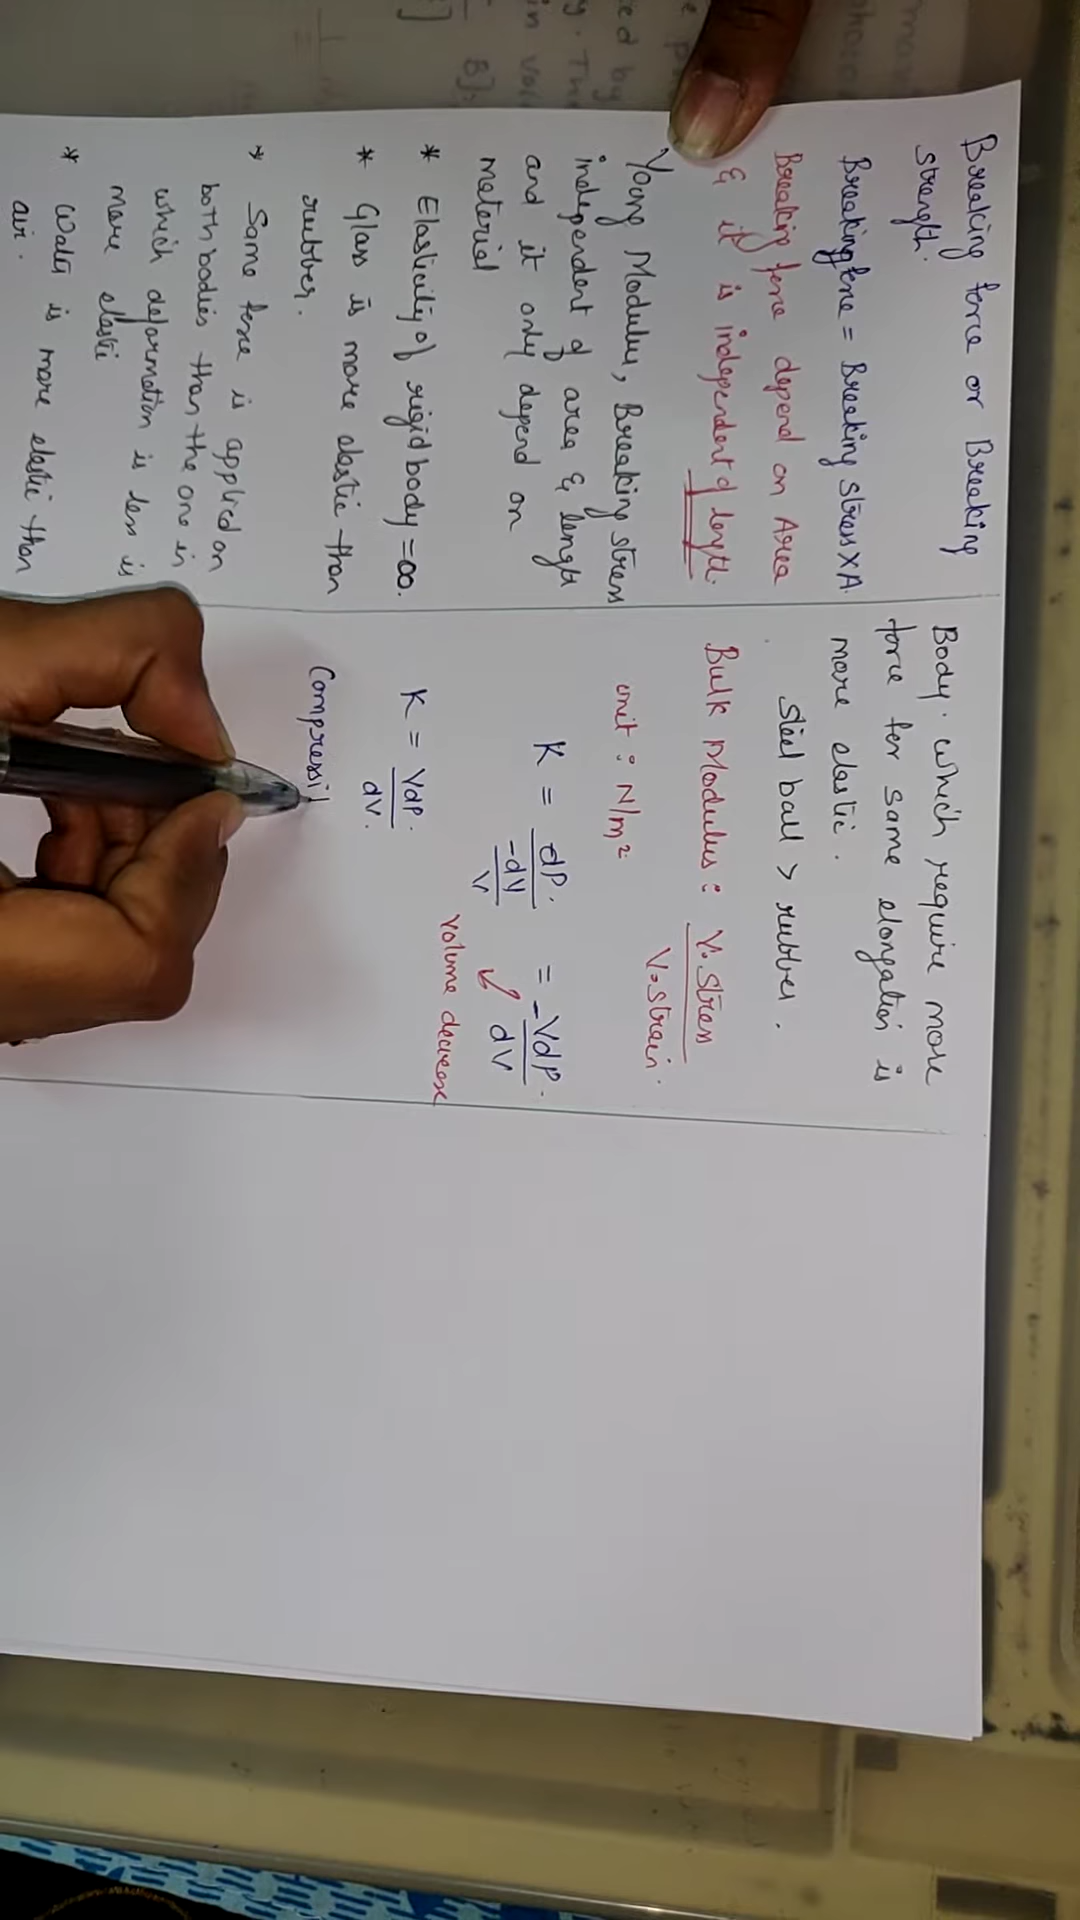 Breaking force or Breaking
strength.
Breaking force = Breaking stress X A.
Breaking force depend on Area
& it is independent of length.
Young Modulus, Breaking stress
independent of area & length
and it only depend on
material
* Elasticity of rigid body = ∞.
* Glass is more elastic than
rubber.
* Same force is applied on
both bodies than the one in
which deformation is less is
more elastic
* Water is more elastic than
air.
Body. which require more
force for same elongation is
more elastic.
Steel ball > rubber.
Bulk Modulus : V. Stress
V. Strain.
unit : N/m²
K = dP. = -VdP.
-dV dV
V
volume decrease
K = VdP.
dV.
Compressil